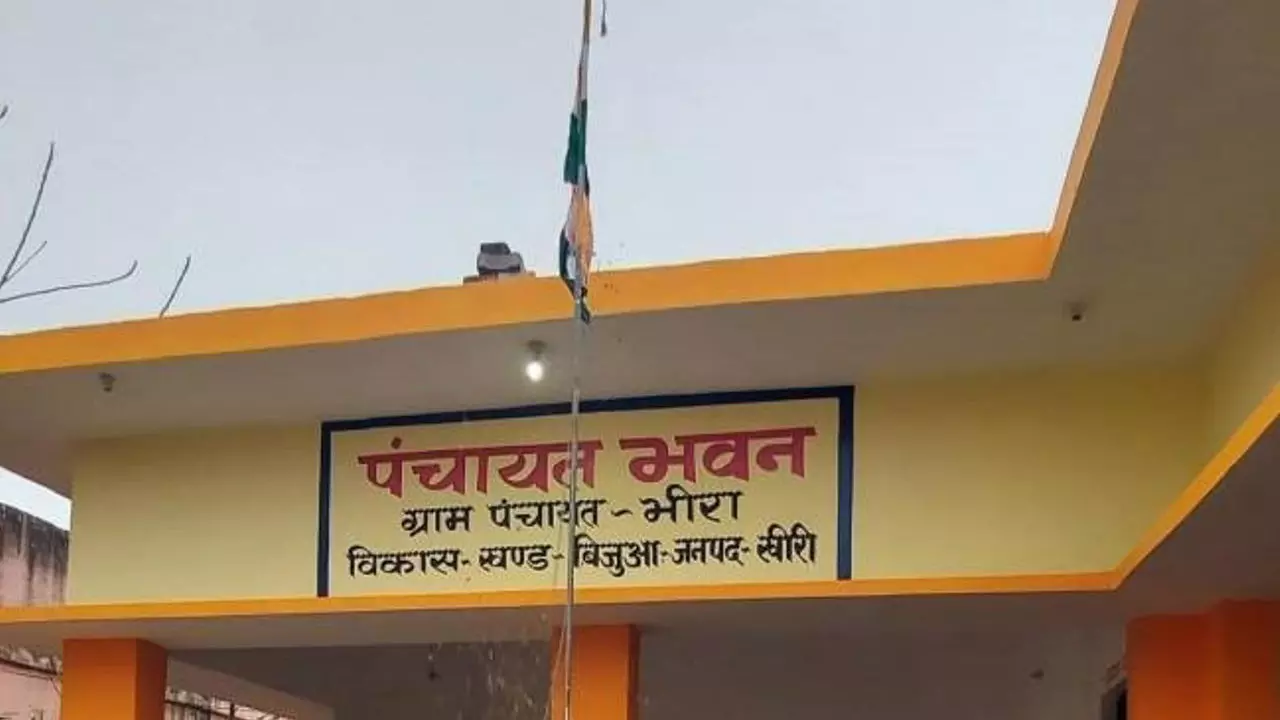 पंचायत भवन
ग्राम पंचायत - भीरा
विकास-खण्ड-बिजुआ-जनपद-खीरी